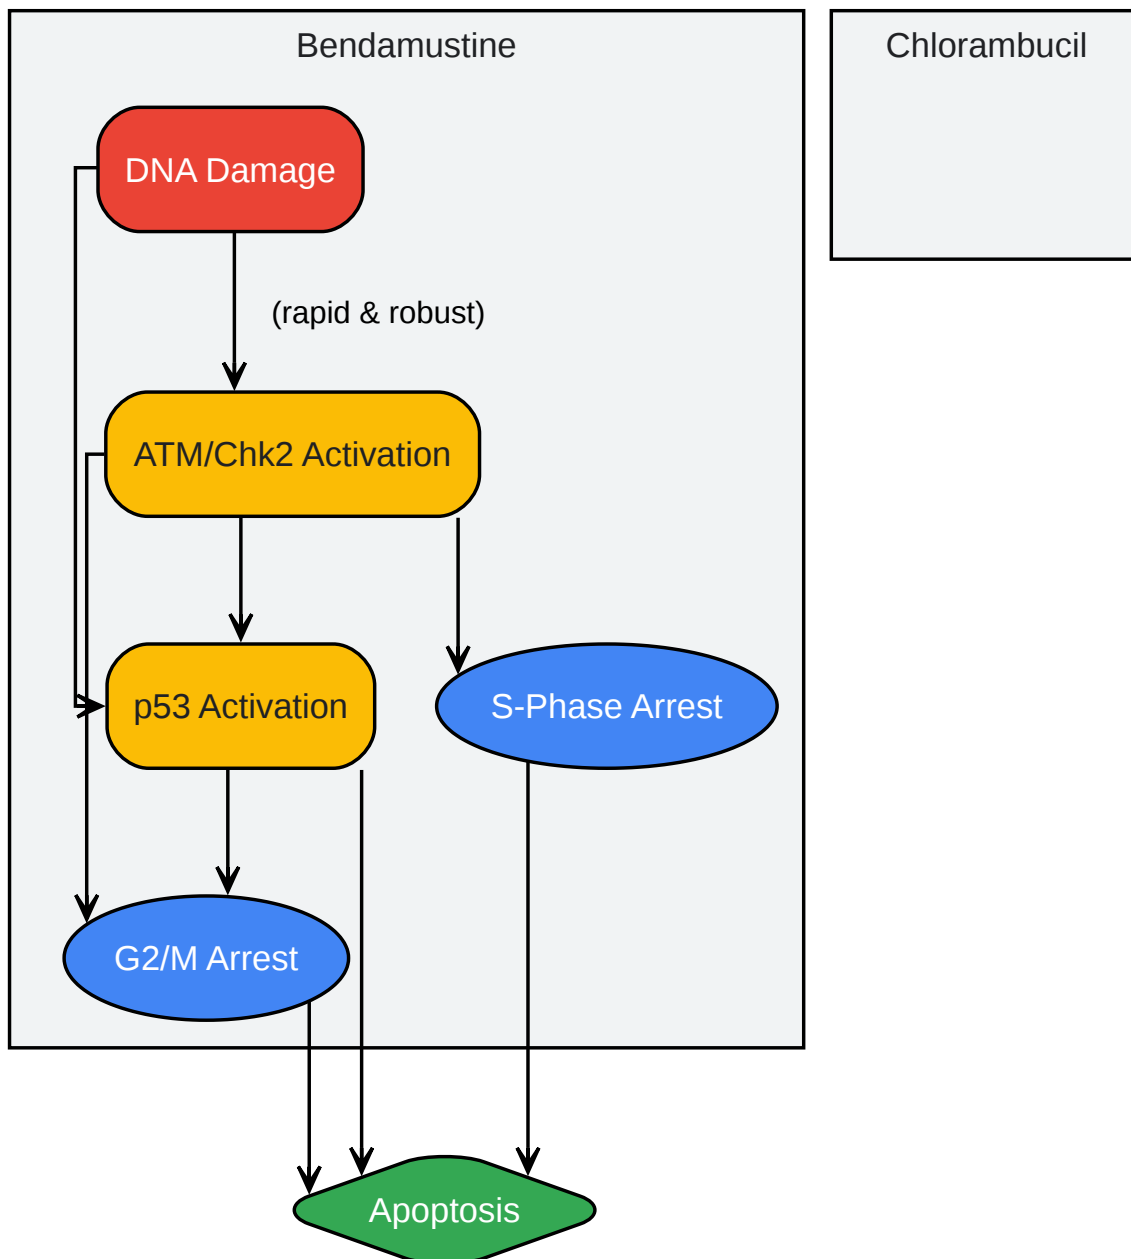 Bendamustine
Chlorambucil
DNA Damage
(rapid & robust)
ATM/Chk2 Activation
p53 Activation
S-Phase Arrest
G2/M Arrest
Apoptosis